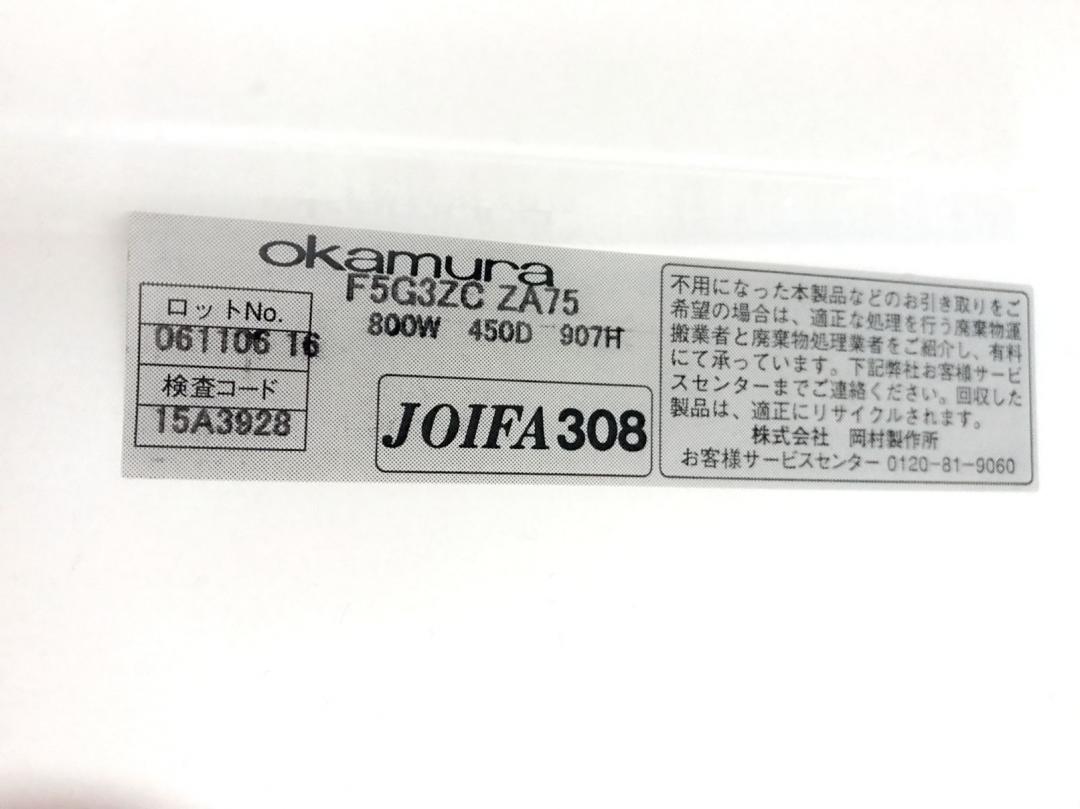 okamura
F5G3ZC ZA75
800W 450D 907H
ロットNo.
061106 16
検査コード
15A3928
JOIFA308
不用になった本製品などのお引き取りをご
希望の場合は、適正な処理を行う廃棄物運
搬業者と廃棄物処理業者をご紹介し、有料
にて承っています。下記弊社お客様サービ
スセンターまでご連絡ください。回収した
製品は、適正にリサイクルされます。
株式会社 岡村製作所
お客様サービスセンター 0120-81-9060